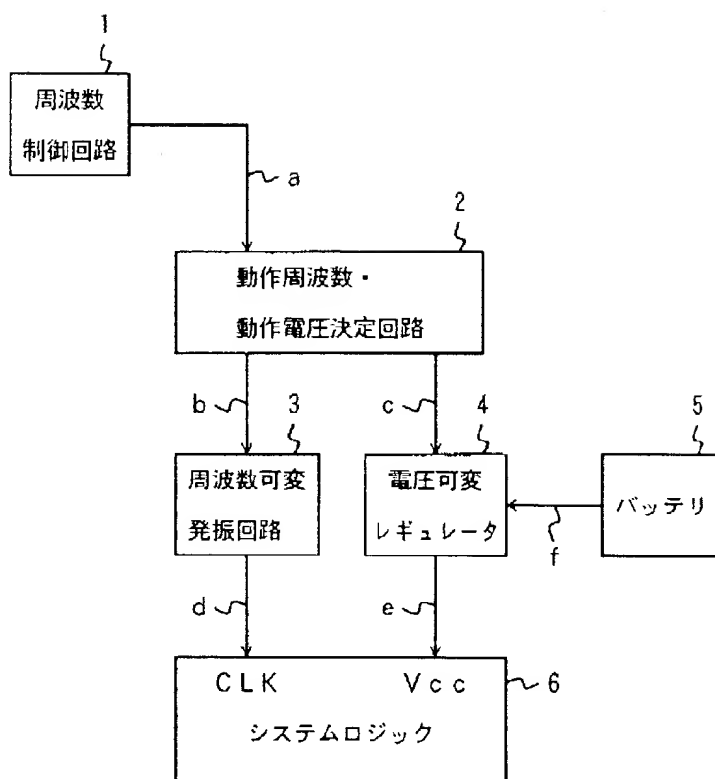 1
周波数
制御回路
a
2
動作周波数・
動作電圧決定回路
b
c
3
4
5
周波数可変
発振回路
電圧可変
レギュレータ
バッテリ
f
d
e
CLK
Vcc
6
システムロジック